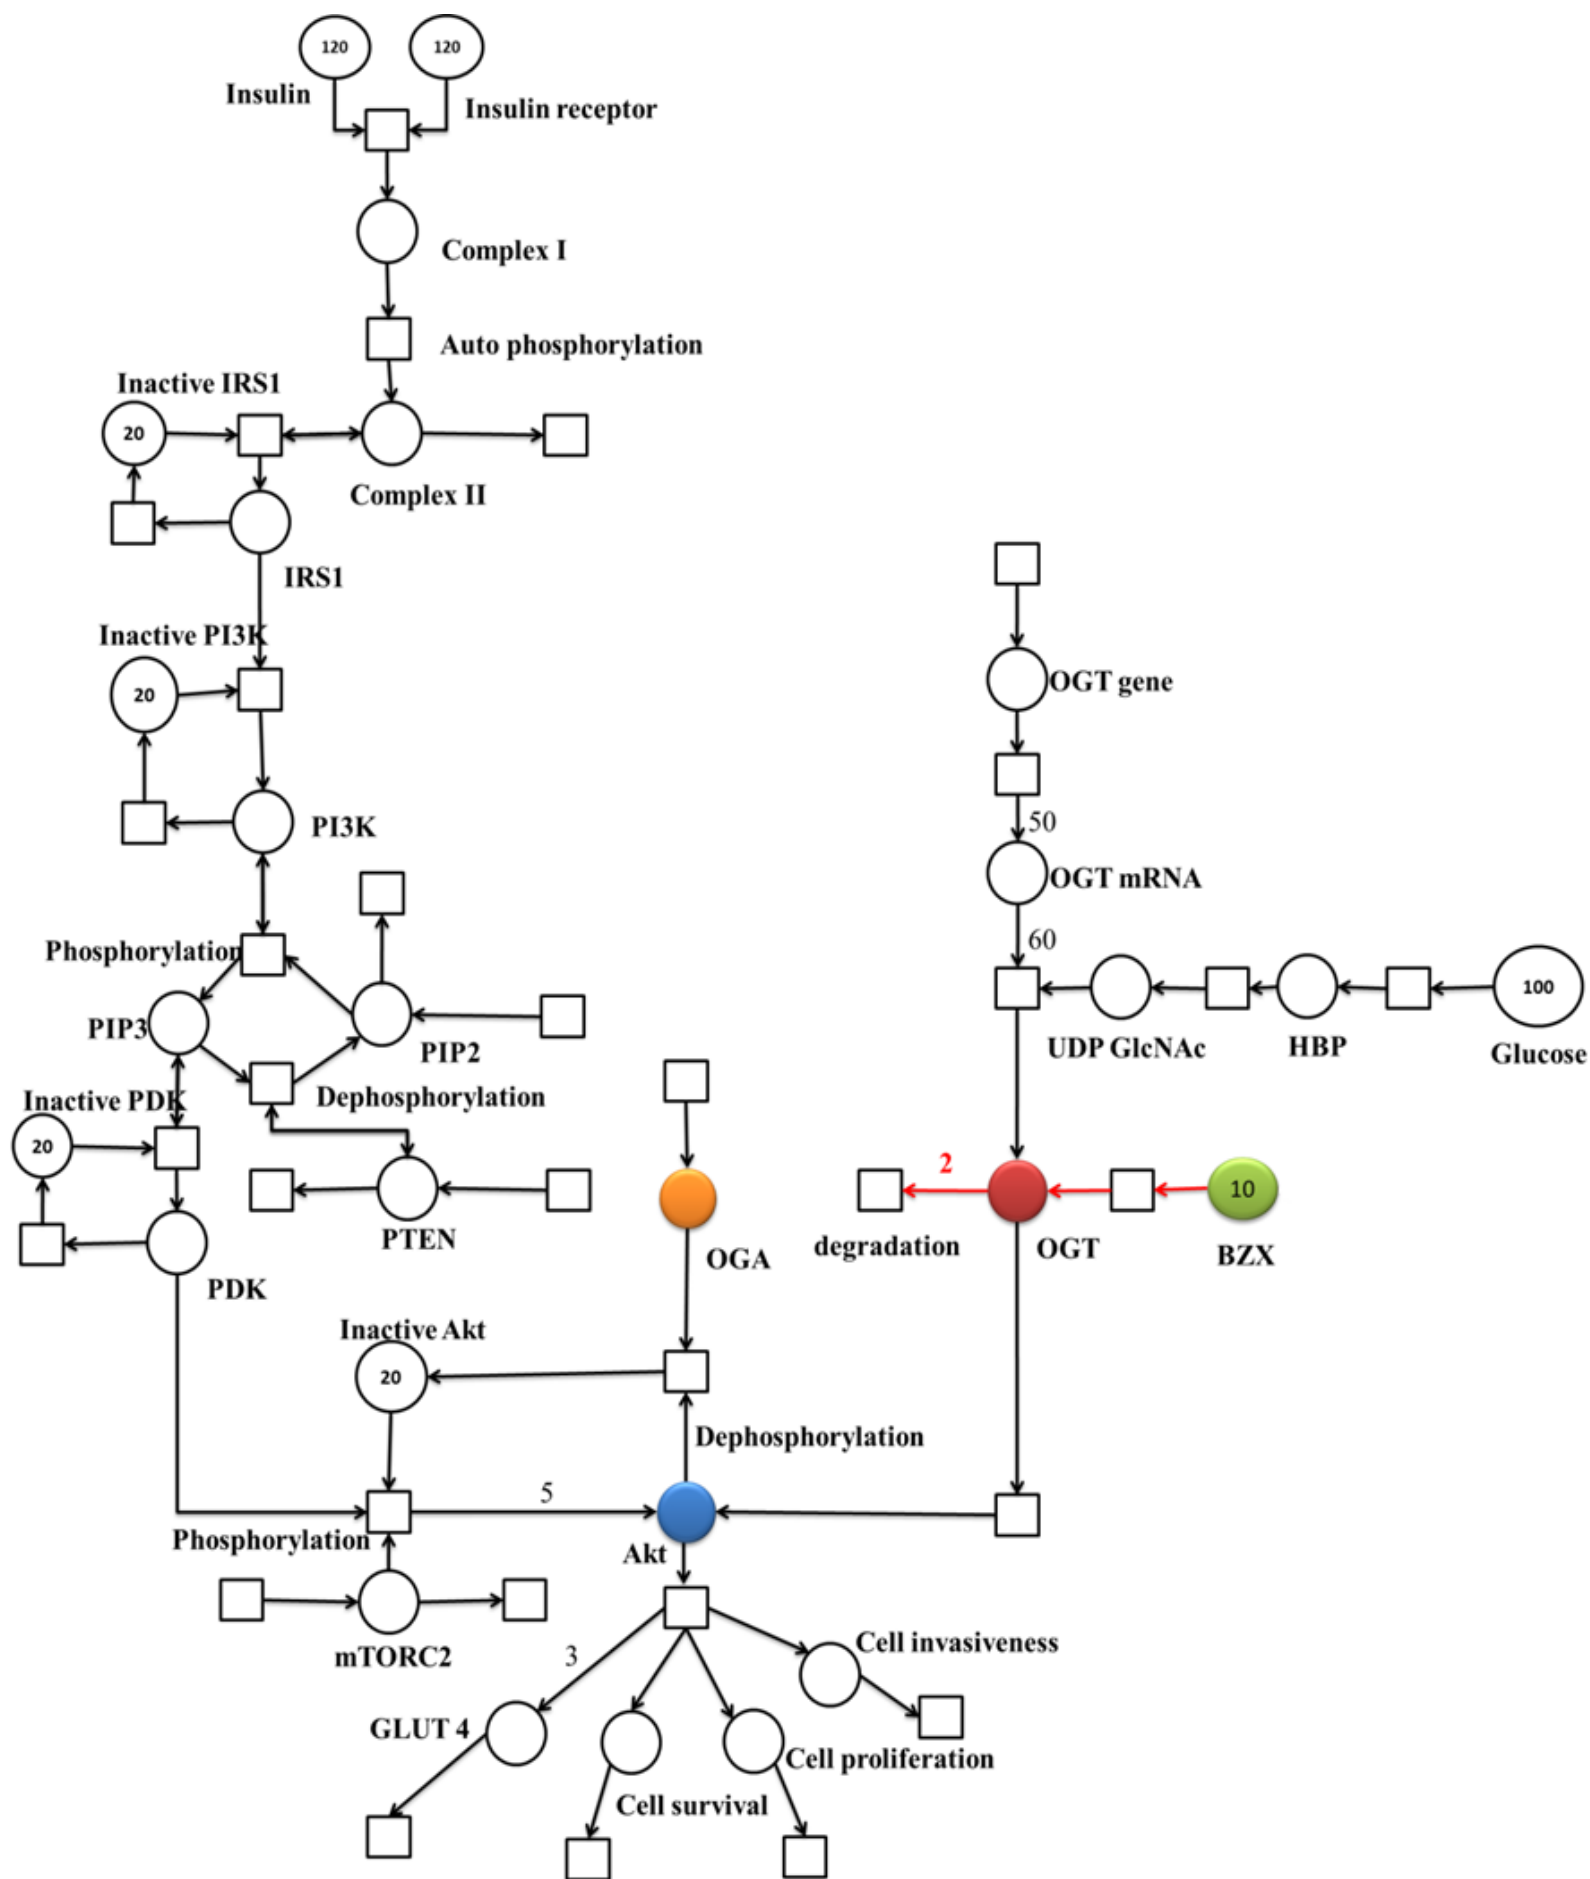 120
120
Insulin
Insulin receptor
Complex I
Auto phosphorylation
Inactive IRS1
20
Complex II
IRS1
Inactive PI3K
20
OGT gene
PI3K
50
OGT mRNA
Phosphorylation
60
100
PIP3
PIP2
UDP GlcNAc
HBP
Glucose
Inactive PDK
Dephosphorylation
20
2
10
PTEN
degradation
OGT
BZX
OGA
PDK
Inactive Akt
20
Dephosphorylation
5
Phosphorylation
Akt
mTORC2
3
Cell invasiveness
GLUT 4
Cell proliferation
Cell survival